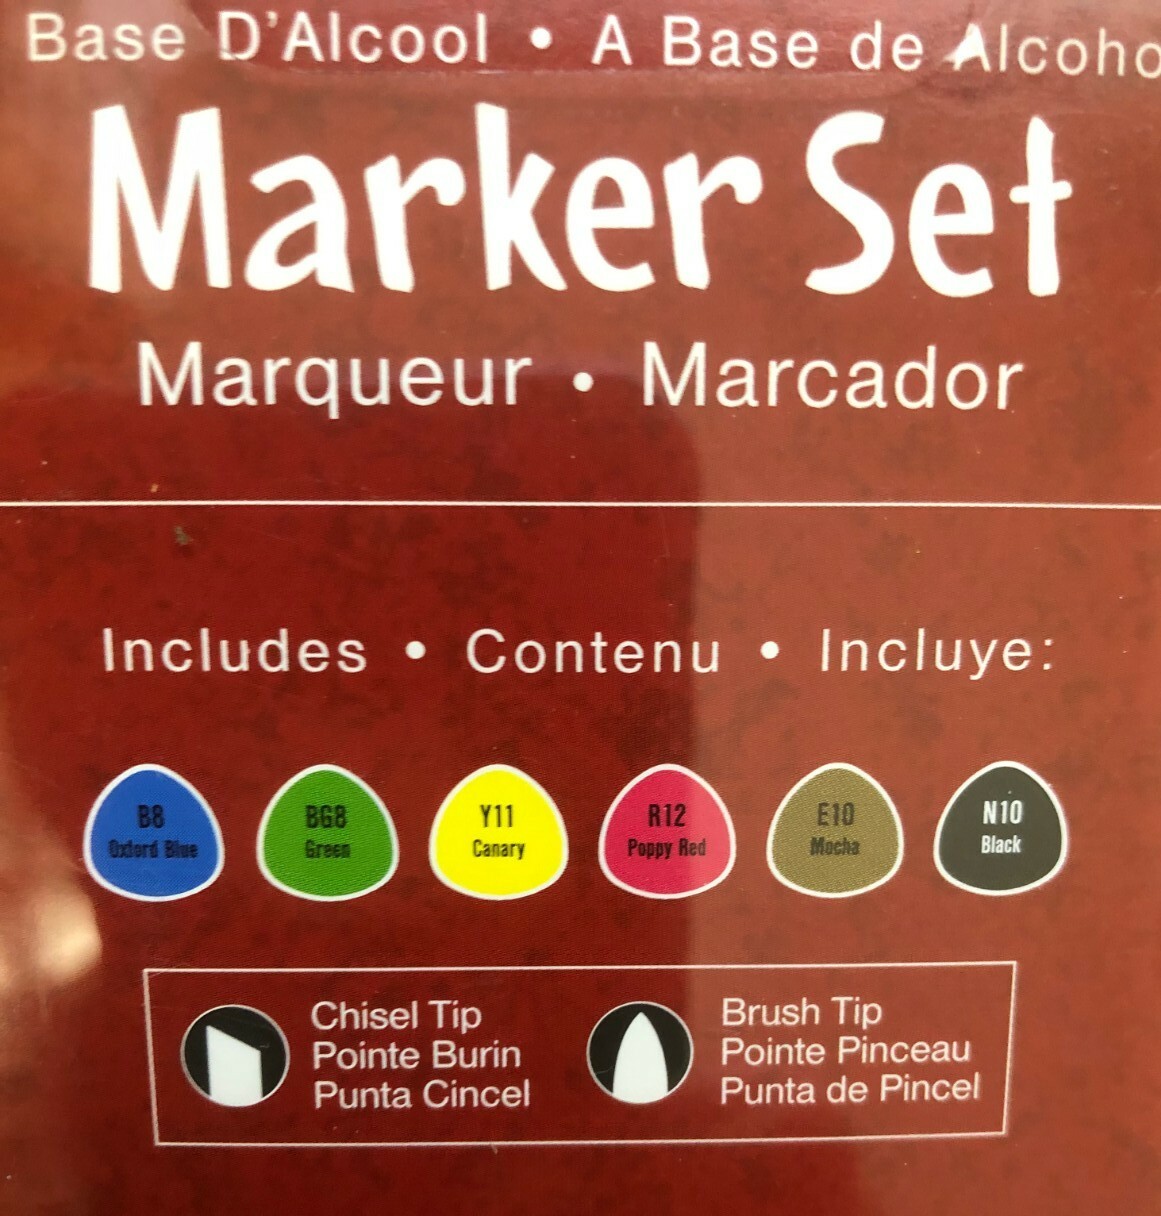 Base D'Alcool • A Base de Alcoho
Marker Set
Marqueur • Marcador
Includes • Contenu • Incluye:
B8 Oxford Blue
BG8 Green
Y11 Canary
R12 Poppy Red
E10 Mocha
N10 Black
Chisel Tip
Pointe Burin
Punta Cincel
Brush Tip
Pointe Pinceau
Punta de Pincel